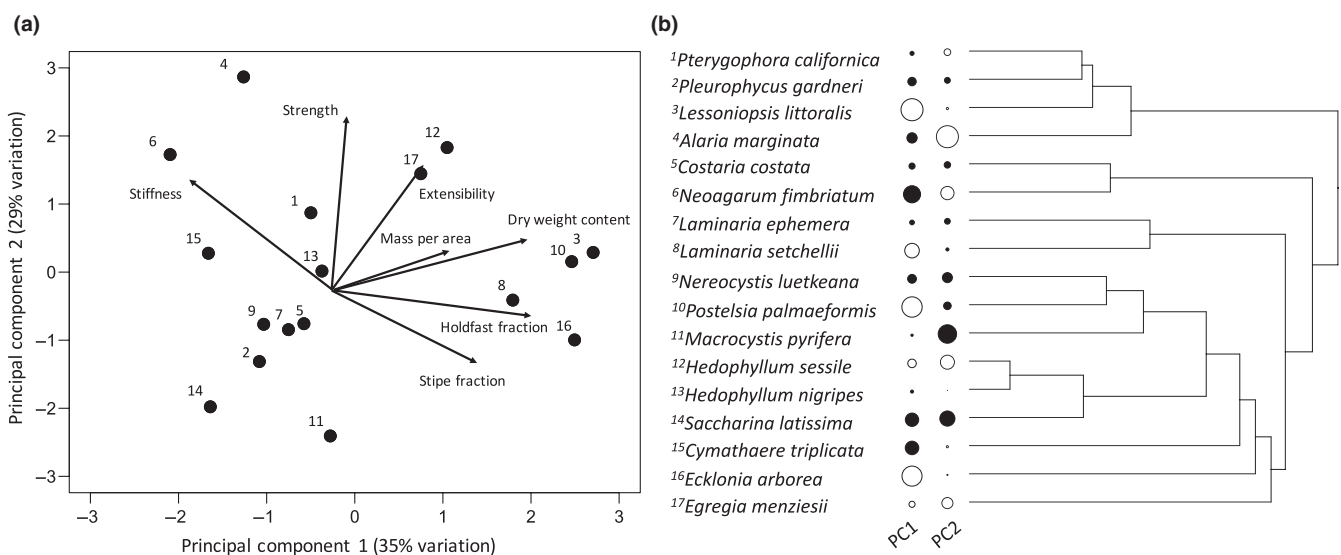 (a)
Principal component 2 (29% variation)
3
2
1
0
–1
–2
–3
4
Strength
12
6
17
Stiffness
Extensibility
1
Dry weight content
15
Mass per area
3
10
13
8
9
7
5
Holdfast fraction
16
2
Stipe fraction
14
11
–3
–2
–1
0
1
2
3
Principal component 1 (35% variation)
(b)
1Pterygophora californica
2Pleurophycus gardneri
3Lessoniopsis littoralis
4Alaria marginata
5Costaria costata
6Neoagarum fimbriatum
7Laminaria ephemera
8Laminaria setchellii
9Nereocystis luetkeana
10Postelsia palmaeformis
11Macrocystis pyrifera
12Hedophyllum sessile
13Hedophyllum nigripes
14Saccharina latissima
15Cymathaere triplicata
16Ecklonia arborea
17Egregia menziesii
PC1
PC2